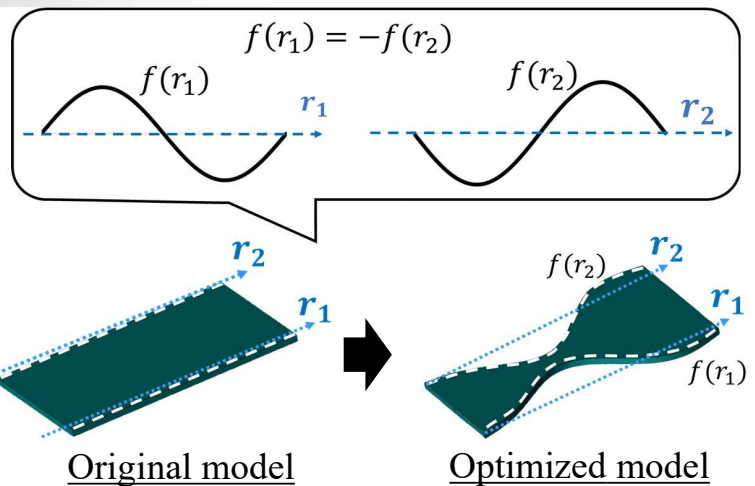 f(r₁) = −f(r₂)
f(r₁)
r₁
f(r₂)
r₂
r₂
r₁
f(r₂)
r₂
r₁
f(r₁)
Original model
Optimized model